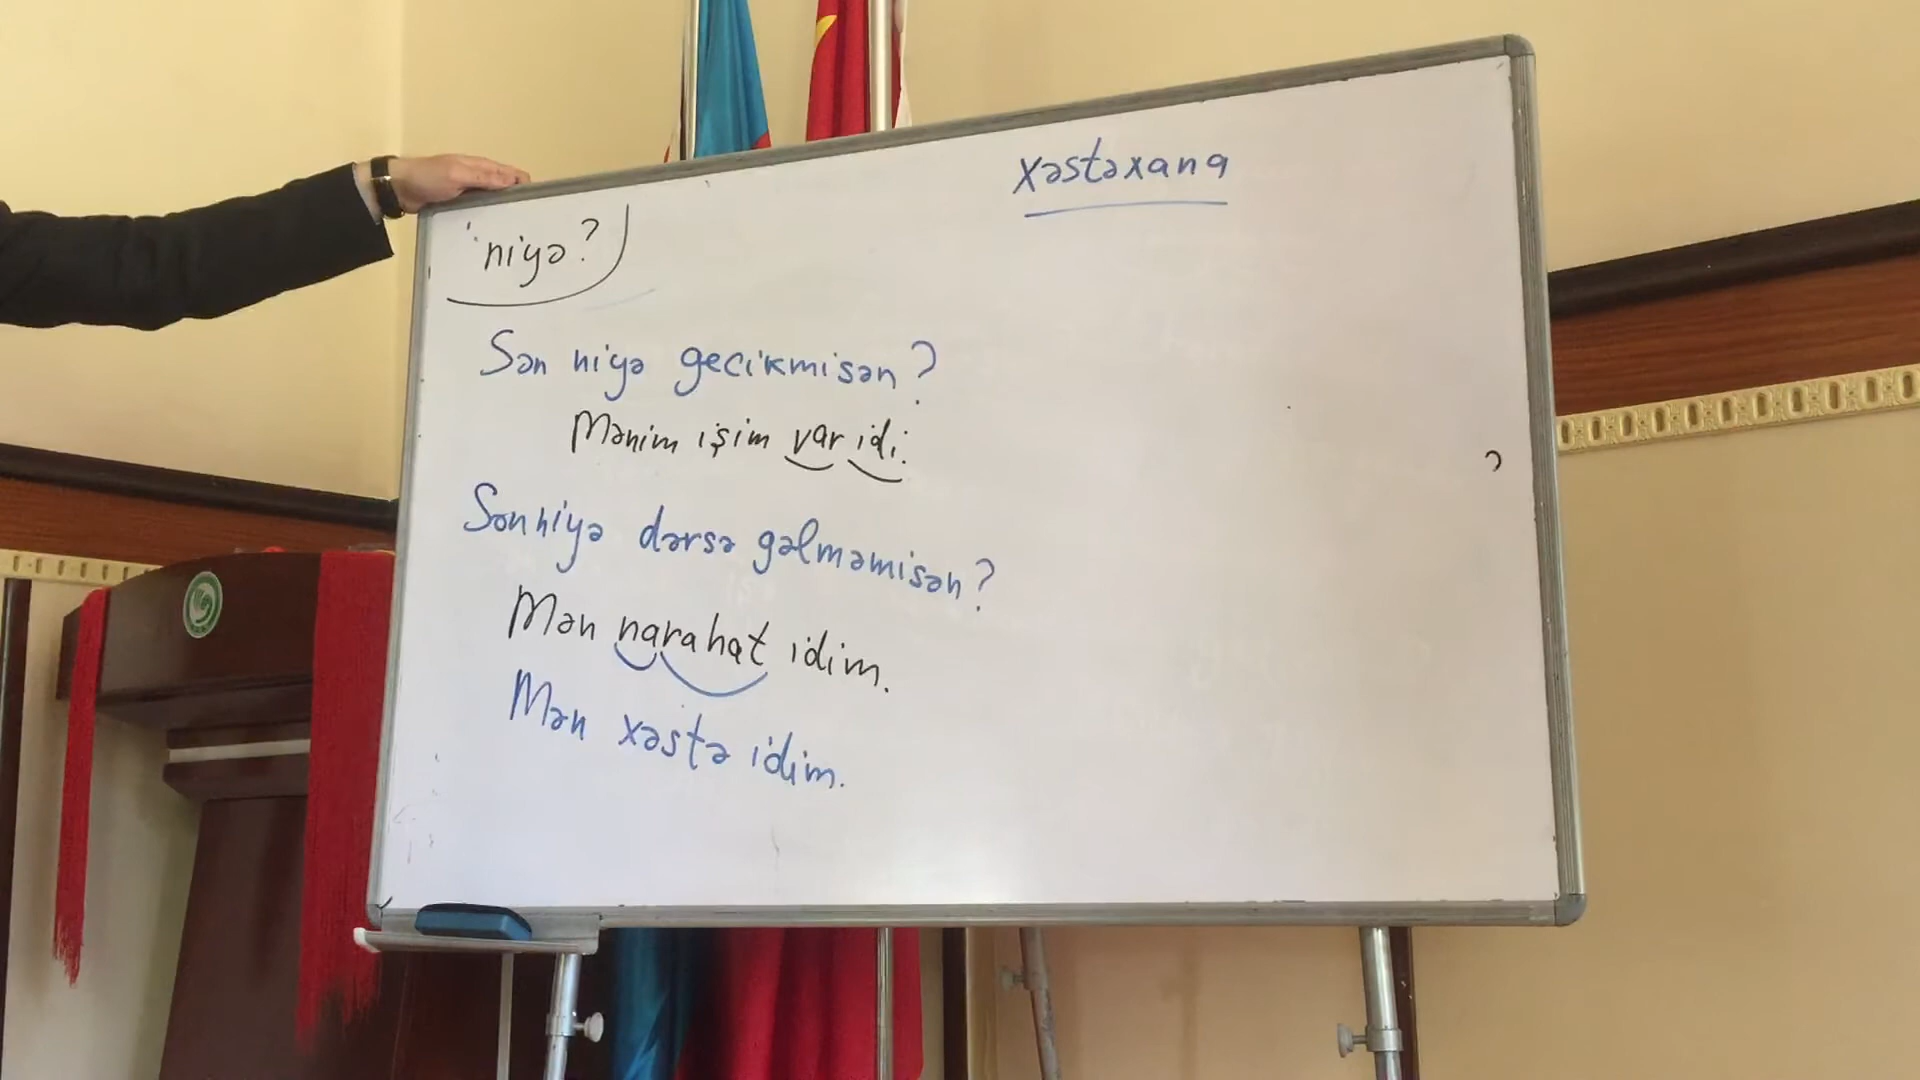 xəstəxana
niyə?
Sən niyə gecikmisən?
Mənim işim var idi.
Sən niyə dərsə gəlməmisən?
Mən narahat idim.
Mən xəstə idim.